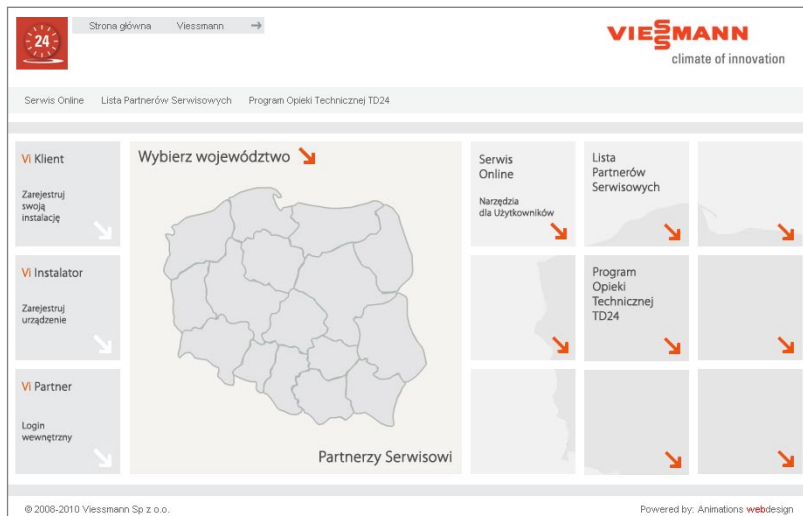 24
Strona główna Viessmann
VIESSMANN
climate of innovation
Serwis Online Lista Partnerów Serwisowych Program Opieki Technicznej TD24
Vi Klient
Zarejestruj
swoją
instalację
Wybierz województwo
Partnerzy Serwisowi
Serwis
Online
Narzędzia
dla Użytkowników
Lista
Partnerów
Serwisowych
Vi Instalator
Zarejestruj
urządzenie
Program
Opieki
Technicznej
TD24
Vi Partner
Login
wewnętrzny
© 2008-2010 Viessmann Sp z o.o.
Powered by: Animations webdesign